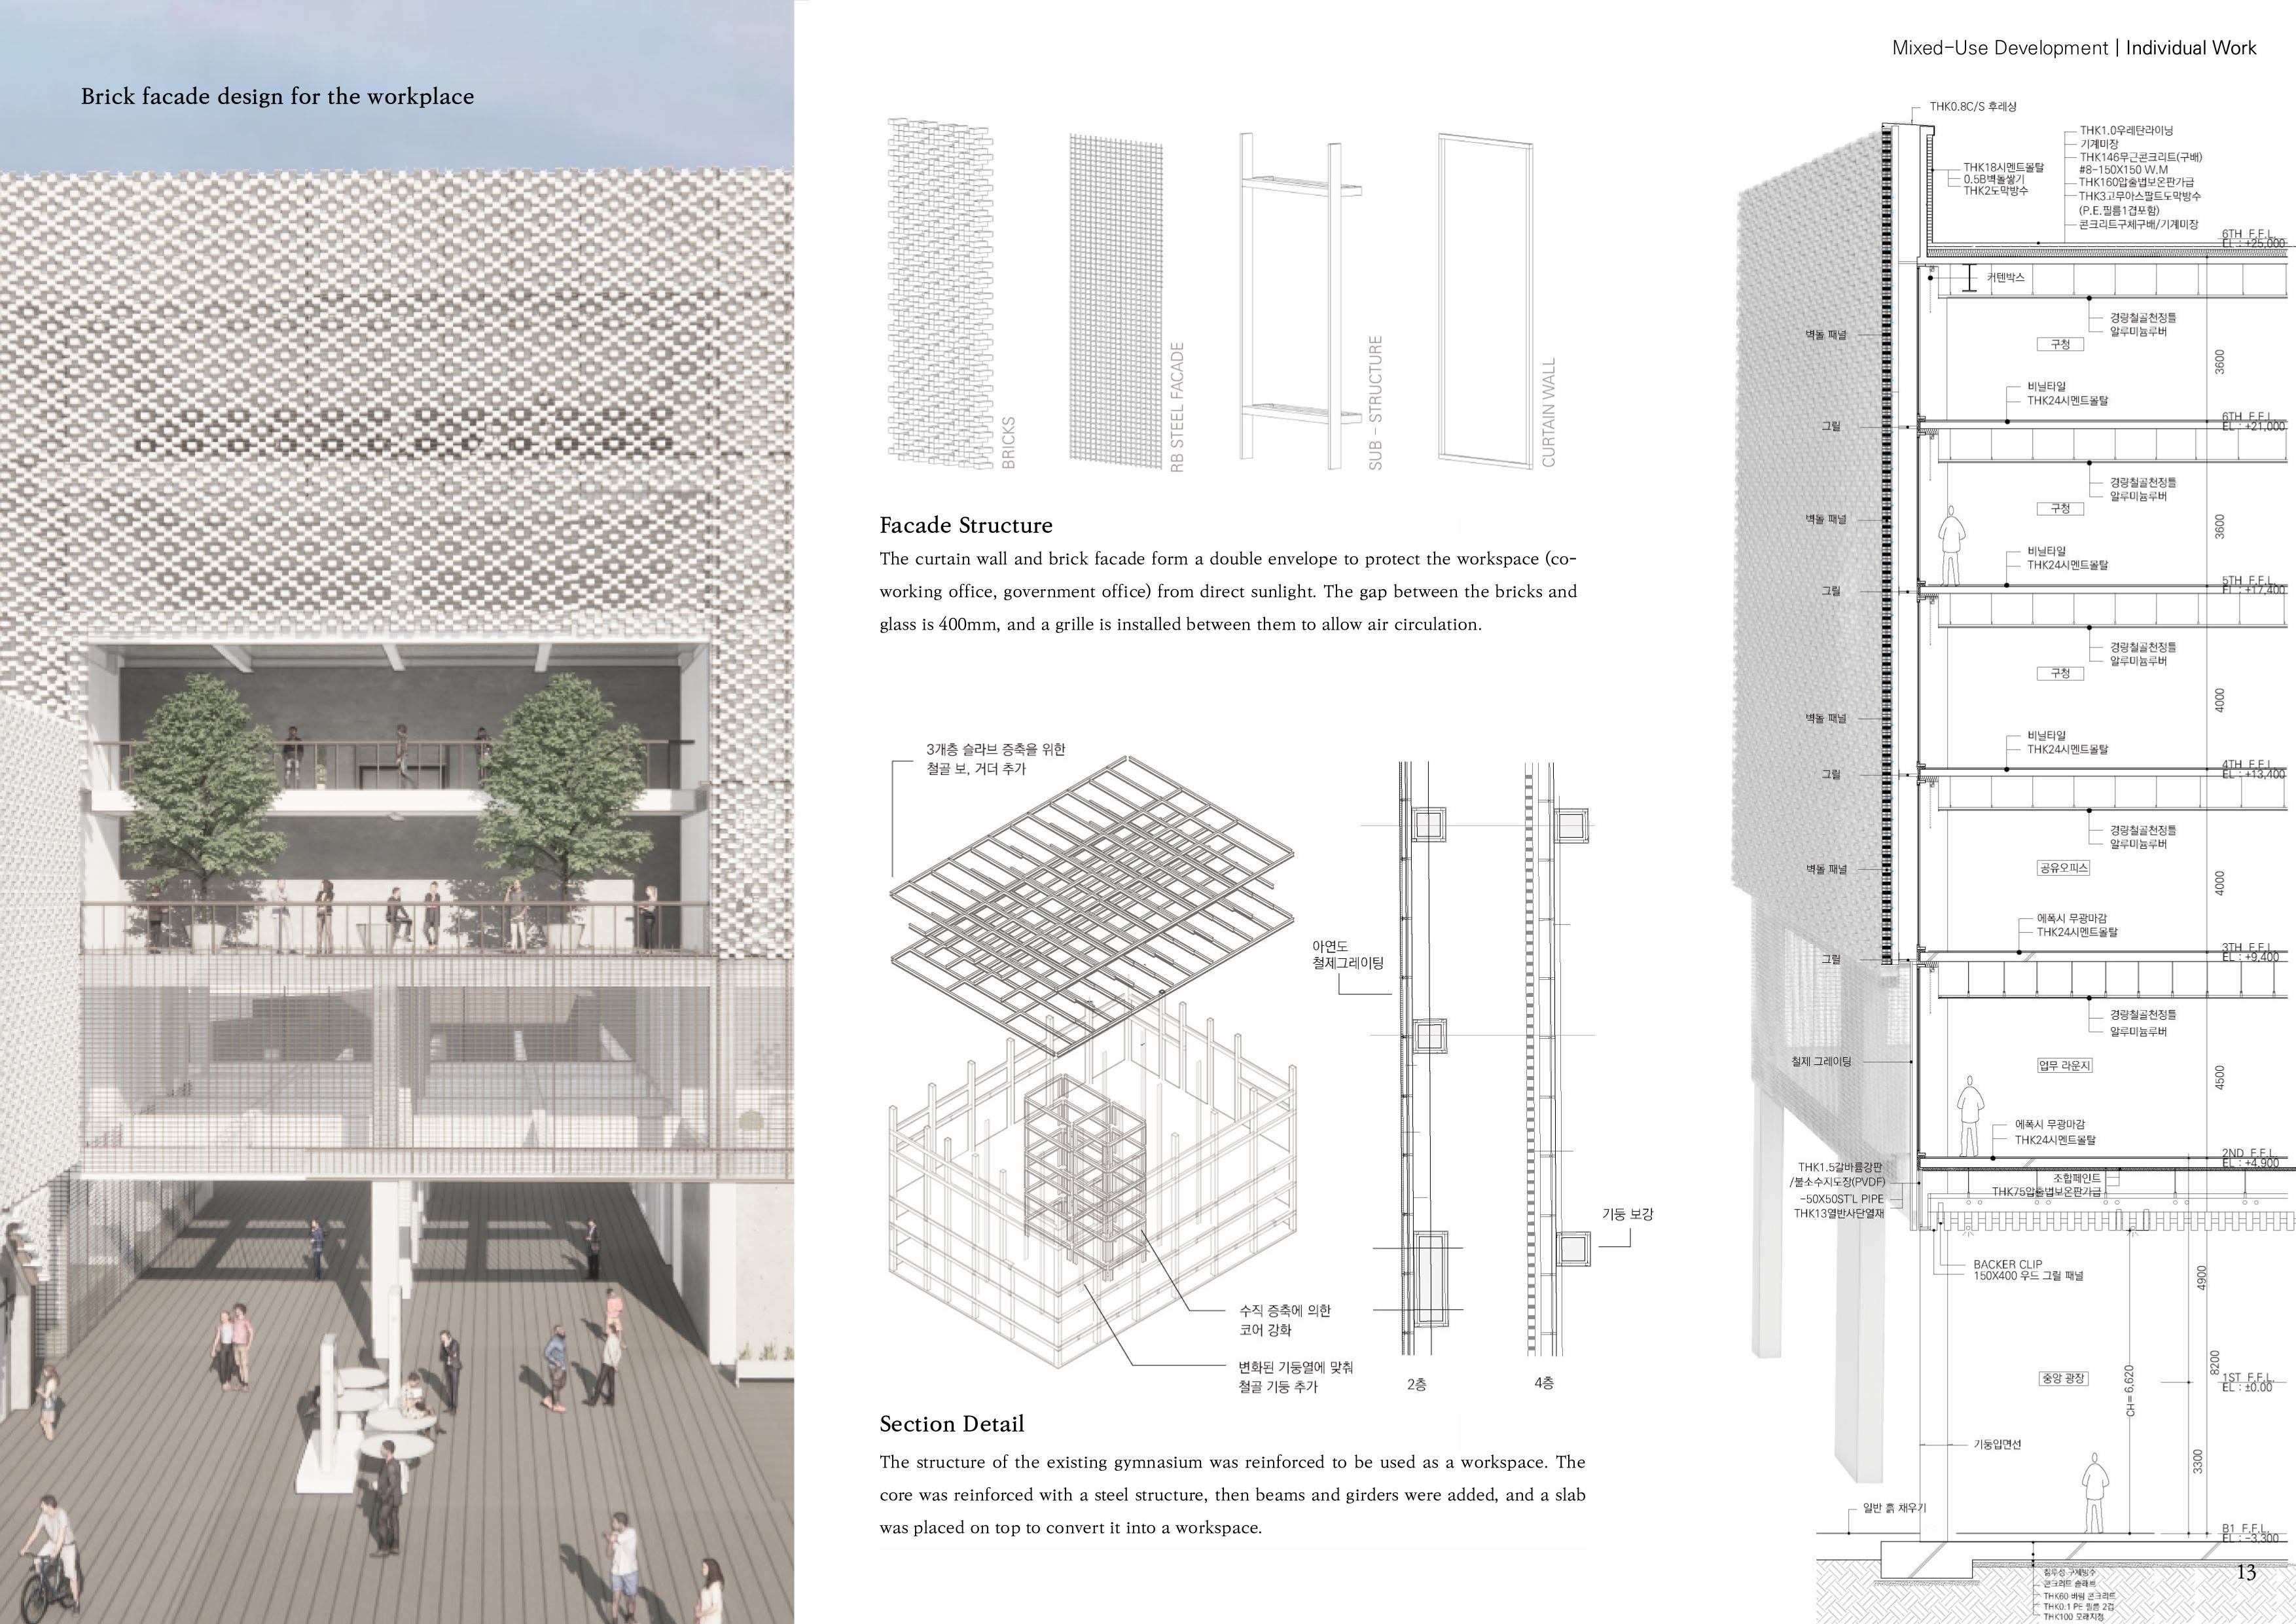 Mixed-Use Development | Individual Work
Brick facade design for the workplace
BRICKS
RB STEEL FACADE
SUB - STRUCTURE
CURTAIN WALL
Facade Structure
The curtain wall and brick facade form a double envelope to protect the workspace (co-
working office, government office) from direct sunlight. The gap between the bricks and
glass is 400mm, and a grille is installed between them to allow air circulation.
3개층 슬라브 증축을 위한
철골 보, 거더 추가
아연도
철제그레이팅
기둥 보강
수직 증축에 의한
코어 강화
변화된 기둥열에 맞춰
철골 기둥 추가
2층
4층
Section Detail
The structure of the existing gymnasium was reinforced to be used as a workspace. The
core was reinforced with a steel structure, then beams and girders were added, and a slab
was placed on top to convert it into a workspace.
THK0.8C/S 후레싱
THK18시멘트몰탈
0.5B벽돌쌓기
THK2도막방수
THK1.0우레탄라이닝
기계미장
THK146무근콘크리트(구배)
#8-150X150 W.M
THK160압출법보온판가급
THK3고무아스팔트도막방수
(P.E.필름1겹포함)
콘크리트구체구배/기계미장
6TH F.F.L.
EL : +25,000
커텐박스
경량철골천정틀
알루미늄루버
벽돌 패널
구청
3600
비닐타일
THK24시멘트몰탈
6TH F.F.L.
EL : +21,000
그릴
경량철골천정틀
알루미늄루버
구청
벽돌 패널
3600
비닐타일
THK24시멘트몰탈
5TH F.F.L.
EL : +17,400
그릴
경량철골천정틀
알루미늄루버
구청
4000
벽돌 패널
비닐타일
THK24시멘트몰탈
4TH F.F.L.
EL : +13,400
그릴
경량철골천정틀
알루미늄루버
벽돌 패널
공유오피스
4000
에폭시 무광마감
THK24시멘트몰탈
3TH F.F.L.
EL : +9,400
그릴
경량철골천정틀
알루미늄루버
철제 그레이팅
업무 라운지
4500
에폭시 무광마감
THK24시멘트몰탈
2ND F.F.L.
EL : +4,900
THK1.5갈바륨강판
/불소수지도장(PVDF)
-50X50ST'L PIPE
THK13열반사단열재
조합페인트
THK75압출법보온판가급
BACKER CLIP
150X400 우드 그릴 패널
4900
8200
CH= 6,620
중앙 광장
1ST F.F.L.
EL : ±0.00
기둥입면선
3300
일반 흙 채우기
B1 F.F.L.
EL : -3,300
콘크리트 슬래브
THK60 버림 콘크리트
THK0.1 PE 필름 2겹
THK100 모래지정
13